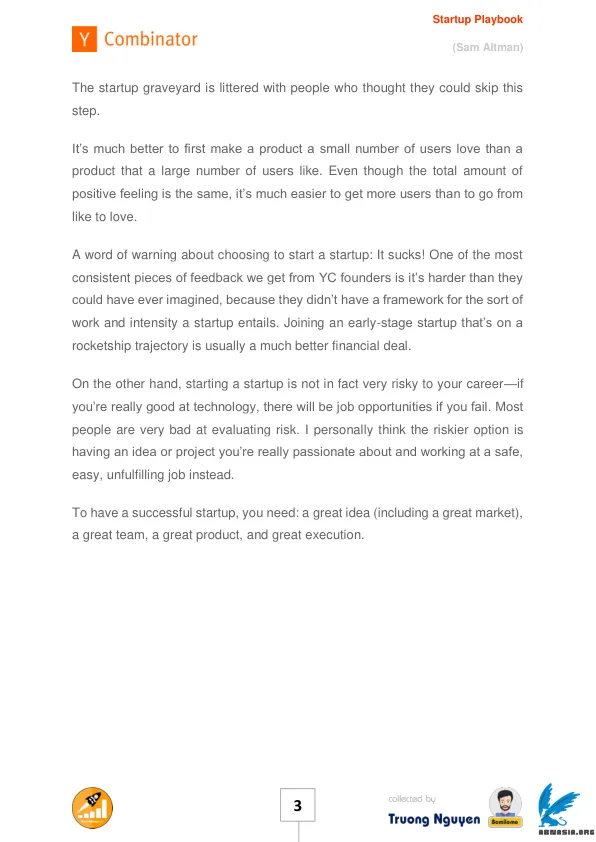 Startup Playbook
Y Combinator
(Sam Altman)
The startup graveyard is littered with people who thought they could skip this
step.
It’s much better to first make a product a small number of users love than a
product that a large number of users like. Even though the total amount of
positive feeling is the same, it’s much easier to get more users than to go from
like to love.
A word of warning about choosing to start a startup: It sucks! One of the most
consistent pieces of feedback we get from YC founders is it’s harder than they
could have ever imagined, because they didn’t have a framework for the sort of
work and intensity a startup entails. Joining an early-stage startup that’s on a
rocketship trajectory is usually a much better financial deal.
On the other hand, starting a startup is not in fact very risky to your career—if
you’re really good at technology, there will be job opportunities if you fail. Most
people are very bad at evaluating risk. I personally think the riskier option is
having an idea or project you’re really passionate about and working at a safe,
easy, unfulfilling job instead.
To have a successful startup, you need: a great idea (including a great market),
a great team, a great product, and great execution.
3
collected by
Truong Nguyen
ABNASIA.ORG